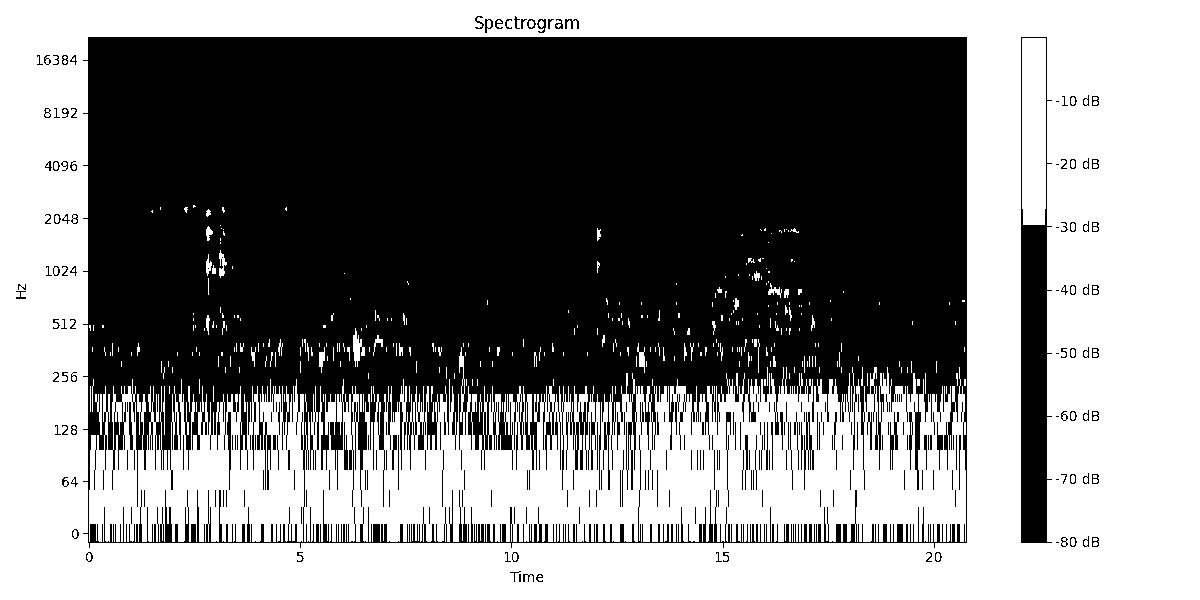 Spectrogram
16384
8192
4096
2048
1024
512
256
128
64
0
Hz
0 5 10 15 20
Time
-10 dB
-20 dB
-30 dB
-40 dB
-50 dB
-60 dB
-70 dB
-80 dB